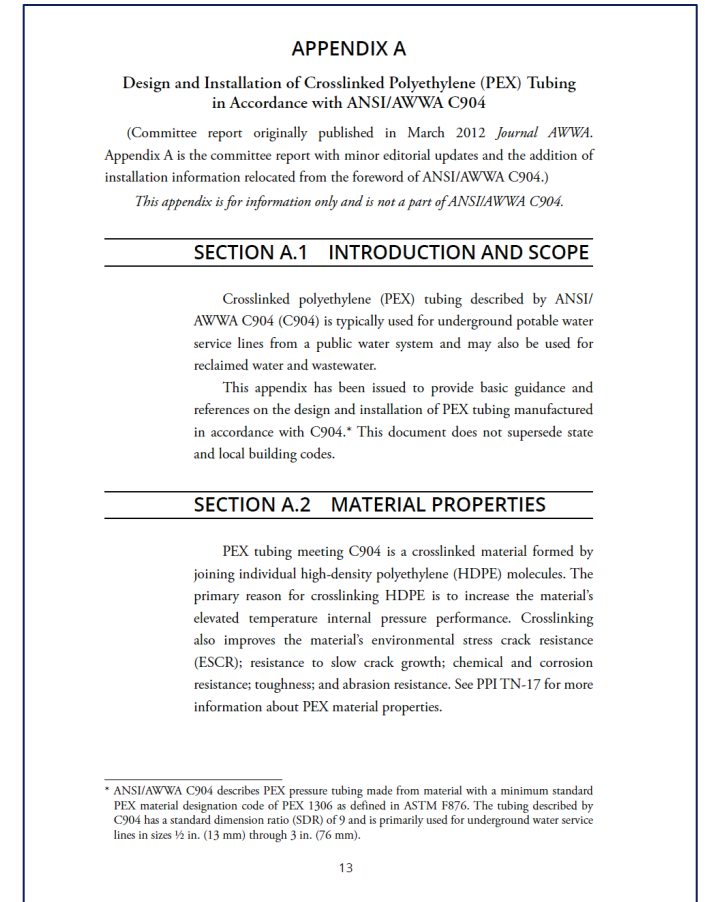 APPENDIX A
Design and Installation of Crosslinked Polyethylene (PEX) Tubing
in Accordance with ANSI/AWWA C904
(Committee report originally published in March 2012 Journal AWWA.
Appendix A is the committee report with minor editorial updates and the addition of
installation information relocated from the foreword of ANSI/AWWA C904.)
This appendix is for information only and is not a part of ANSI/AWWA C904.
SECTION A.1 INTRODUCTION AND SCOPE
Crosslinked polyethylene (PEX) tubing described by ANSI/
AWWA C904 (C904) is typically used for underground potable water
service lines from a public water system and may also be used for
reclaimed water and wastewater.
This appendix has been issued to provide basic guidance and
references on the design and installation of PEX tubing manufactured
in accordance with C904.* This document does not supersede state
and local building codes.
SECTION A.2 MATERIAL PROPERTIES
PEX tubing meeting C904 is a crosslinked material formed by
joining individual high-density polyethylene (HDPE) molecules. The
primary reason for crosslinking HDPE is to increase the material's
elevated temperature internal pressure performance. Crosslinking
also improves the material's environmental stress crack resistance
(ESCR); resistance to slow crack growth; chemical and corrosion
resistance; toughness; and abrasion resistance. See PPI TN-17 for more
information about PEX material properties.
* ANSI/AWWA C904 describes PEX pressure tubing made from material with a minimum standard
PEX material designation code of PEX 1306 as defined in ASTM F876. The tubing described by
C904 has a standard dimension ratio (SDR) of 9 and is primarily used for underground water service
lines in sizes ½ in. (13 mm) through 3 in. (76 mm).
13